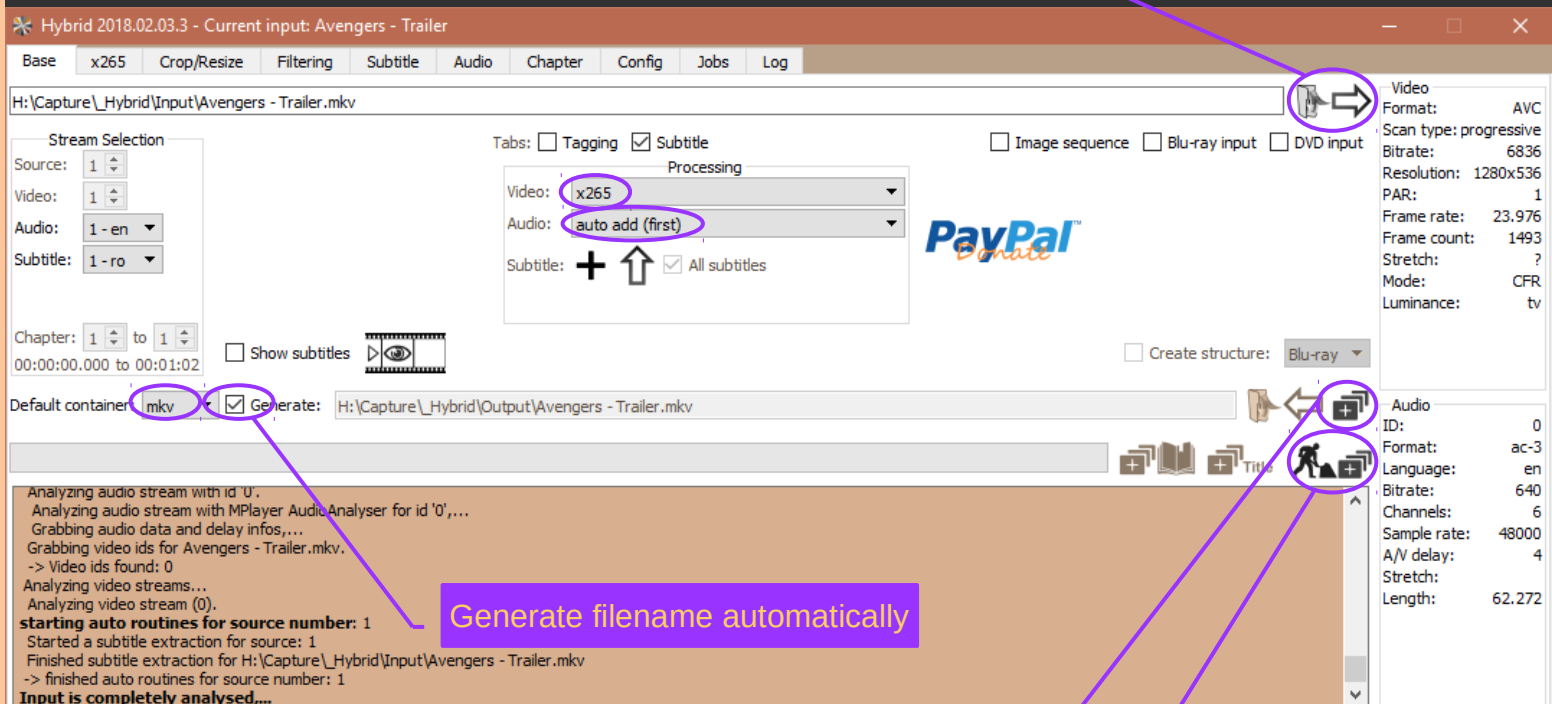 Hybrid 2018.02.03.3 - Current input: Avengers - Trailer
Base x265 Crop/Resize Filtering Subtitle Audio Chapter Config Jobs Log
H:\Capture\_Hybrid\Input\Avengers - Trailer.mkv
Stream Selection
Source: 1
Video: 1
Audio: 1 - en
Subtitle: 1 - ro
Chapter: 1 to 1
00:00:00.000 to 00:01:02
Tabs: Tagging Subtitle
Processing
Video: x265
Audio: auto add (first)
Subtitle: All subtitles
Image sequence Blu-ray input DVD input
PayPal™
Donate
Show subtitles
Create structure: Blu-ray
Default container: mkv Generate: H:\Capture\_Hybrid\Output\Avengers - Trailer.mkv
Title
Analyzing audio stream with id '0'.
Analyzing audio stream with MPlayer AudioAnalyser for id '0',...
Grabbing audio data and delay infos,...
Grabbing video ids for Avengers - Trailer.mkv.
-> Video ids found: 0
Analyzing video streams...
Analyzing video stream (0).
starting auto routines for source number: 1
Started a subtitle extraction for source: 1
Finished subtitle extraction for H:\Capture\_Hybrid\Input\Avengers - Trailer.mkv
-> finished auto routines for source number: 1
Input is completely analysed,...
Generate filename automatically
Video
Format: AVC
Scan type: progressive
Bitrate: 6836
Resolution: 1280x536
PAR: 1
Frame rate: 23.976
Frame count: 1493
Stretch: ?
Mode: CFR
Luminance: tv
Audio
ID: 0
Format: ac-3
Language: en
Bitrate: 640
Channels: 6
Sample rate: 48000
A/V delay: 4
Stretch:
Length: 62.272